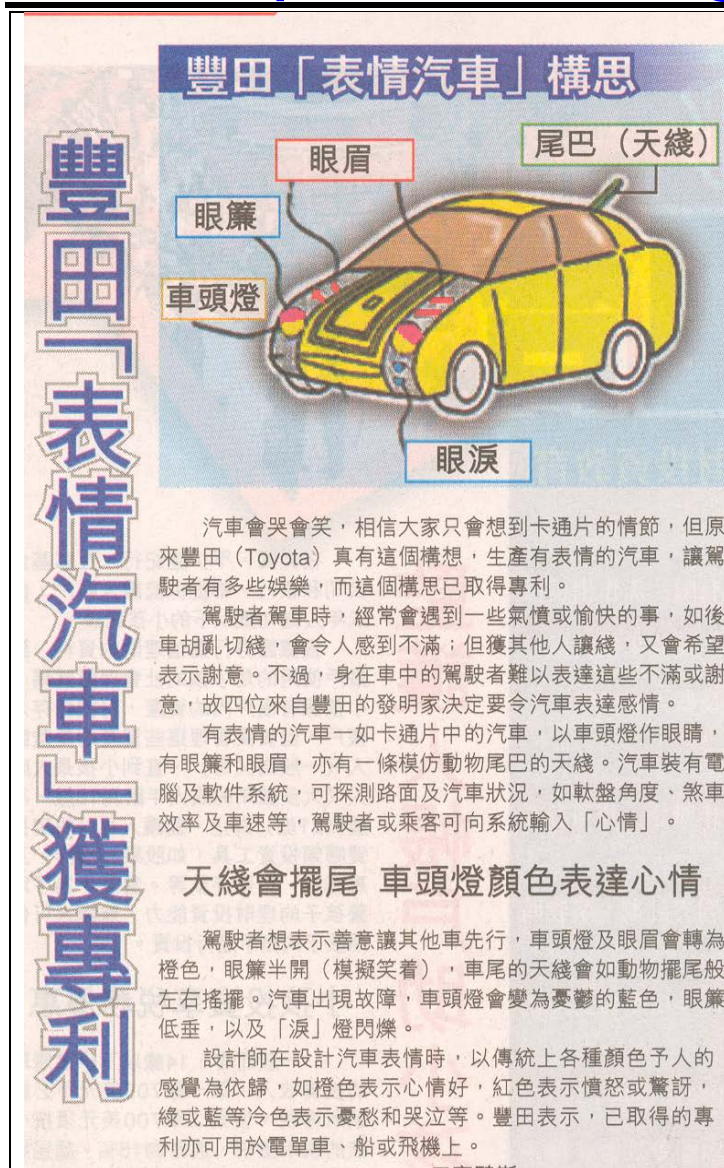 豐田「表情汽車」構思
尾巴（天綫）
眼眉
眼簾
車頭燈
眼淚
豐田「表情汽車」獲專利
汽車會哭會笑，相信大家只會想到卡通片的情節，但原
來豐田（Toyota）真有這個構想，生產有表情的汽車，讓駕
駛者有多些娛樂，而這個構思已取得專利。
駕駛者駕車時，經常會遇到一些氣憤或愉快的事，如後
車胡亂切綫，會令人感到不滿；但獲其他人讓綫，又會希望
表示謝意。不過，身在車中的駕駛者難以表達這些不滿或謝
意，故四位來自豐田的發明家決定要令汽車表達感情。
有表情的汽車一如卡通片中的汽車，以車頭燈作眼睛，
有眼簾和眼眉，亦有一條模仿動物尾巴的天綫。汽車裝有電
腦及軟件系統，可探測路面及汽車狀況，如軚盤角度、煞車
效率及車速等，駕駛者或乘客可向系統輸入「心情」。
天綫會擺尾 車頭燈顏色表達心情
駕駛者想表示善意讓其他車先行，車頭燈及眼眉會轉為
橙色，眼簾半開（模擬笑着），車尾的天綫會如動物擺尾般
左右搖擺。汽車出現故障，車頭燈會變為憂鬱的藍色，眼簾
低垂，以及「淚」燈閃爍。
設計師在設計汽車表情時，以傳統上各種顏色予人的
感覺為依歸，如橙色表示心情好，紅色表示憤怒或驚訝，
綠或藍等冷色表示憂愁和哭泣等。豐田表示，已取得的專
利亦可用於電單車、船或飛機上。